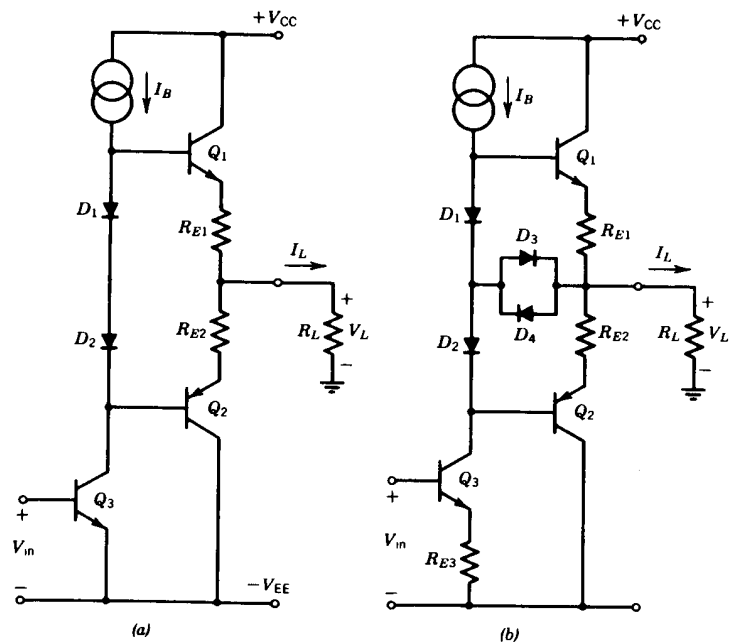 +V_CC
I_B
Q_1
D_1
R_E1
I_L
+
D_2
R_E2
R_L
V_L
−
Q_2
Q_3
+
V_in
−
−V_EE
(a)
+V_CC
I_B
Q_1
D_1
D_3
R_E1
I_L
+
D_4
D_2
R_E2
R_L
V_L
−
Q_2
Q_3
+
V_in
R_E3
−
(b)